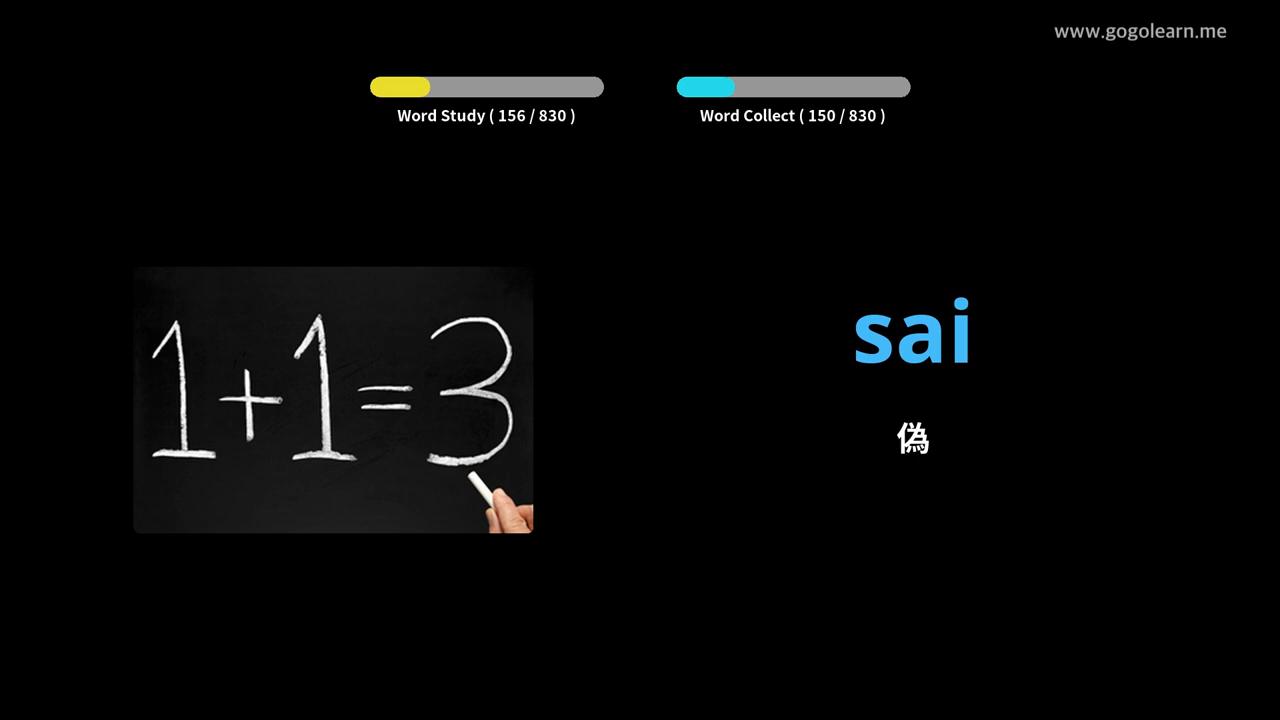 www.gogolearn.me
Word Study ( 156 / 830 )
Word Collect ( 150 / 830 )
1+1=3
sai
偽